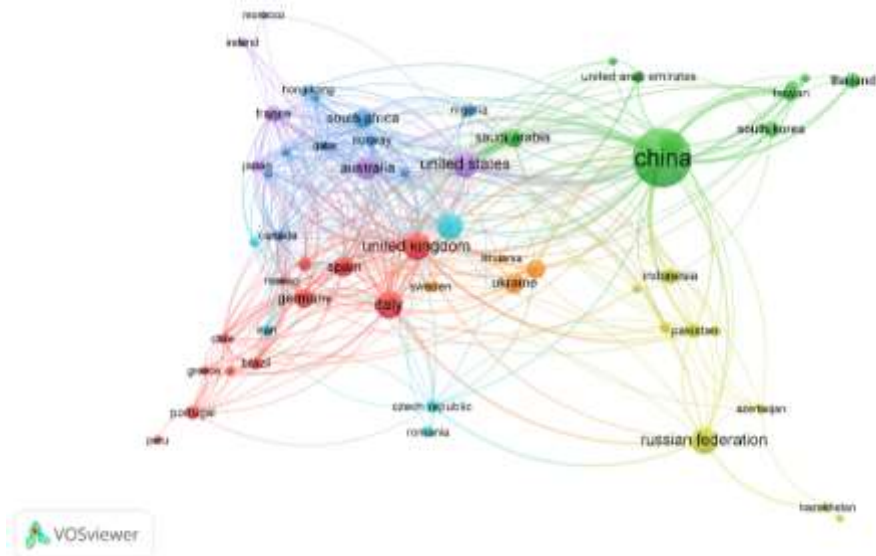 morocco
ireland
hong kong
france
south africa
nigeria
united arab emirates
taiwan
thailand
south korea
norway
qatar
saudi arabia
china
japan
australia
united states
canada
united kingdom
lithuania
spain
sweden
ukraine
indonesia
germany
italy
pakistan
iran
brazil
greece
portugal
peru
czech republic
romania
azerbaijan
russian federation
kazakhstan
VOSviewer